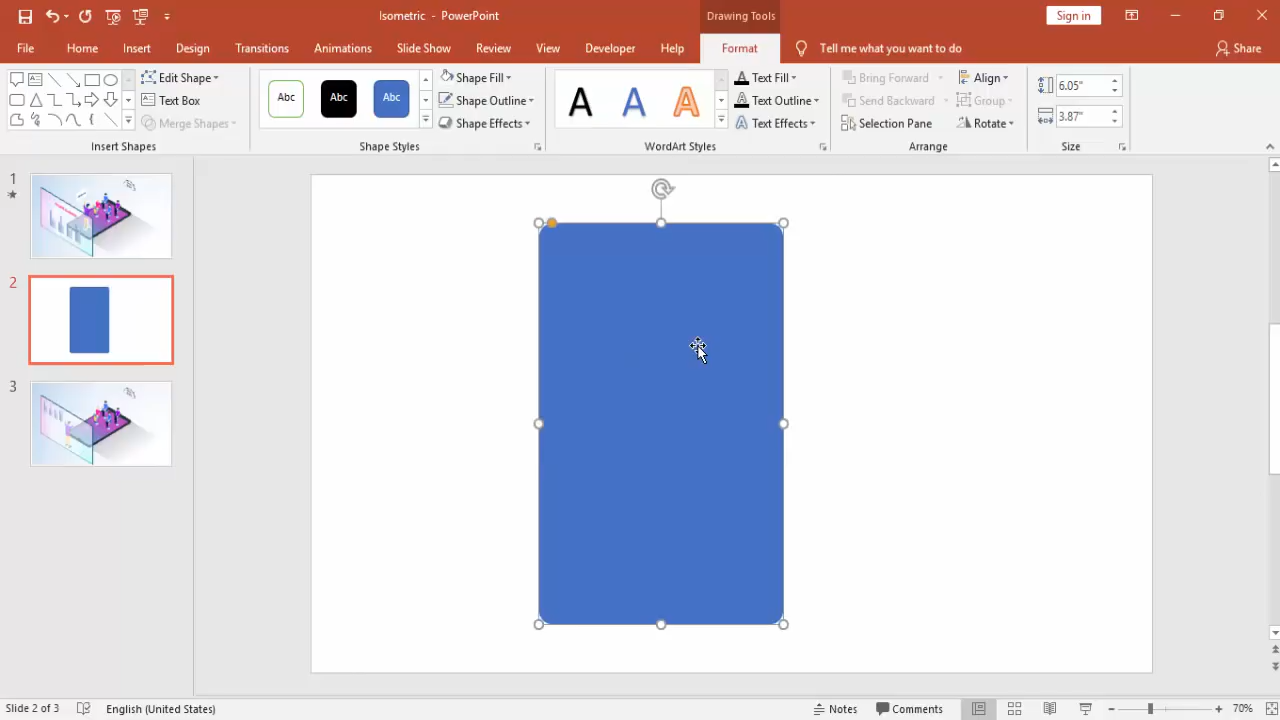 Isometric - PowerPoint
Drawing Tools
Sign in
File Home Insert Design Transitions Animations Slide Show Review View Developer Help Format Tell me what you want to do Share
Edit Shape
Text Box
Merge Shapes
Insert Shapes
Abc Abc Abc
Shape Fill
Shape Outline
Shape Effects
Shape Styles
A A A
Text Fill
Text Outline
Text Effects
WordArt Styles
Bring Forward
Send Backward
Selection Pane
Align
Group
Rotate
Arrange
6.05"
3.87"
Size
1
2
3
Slide 2 of 3 English (United States) Notes Comments 70%